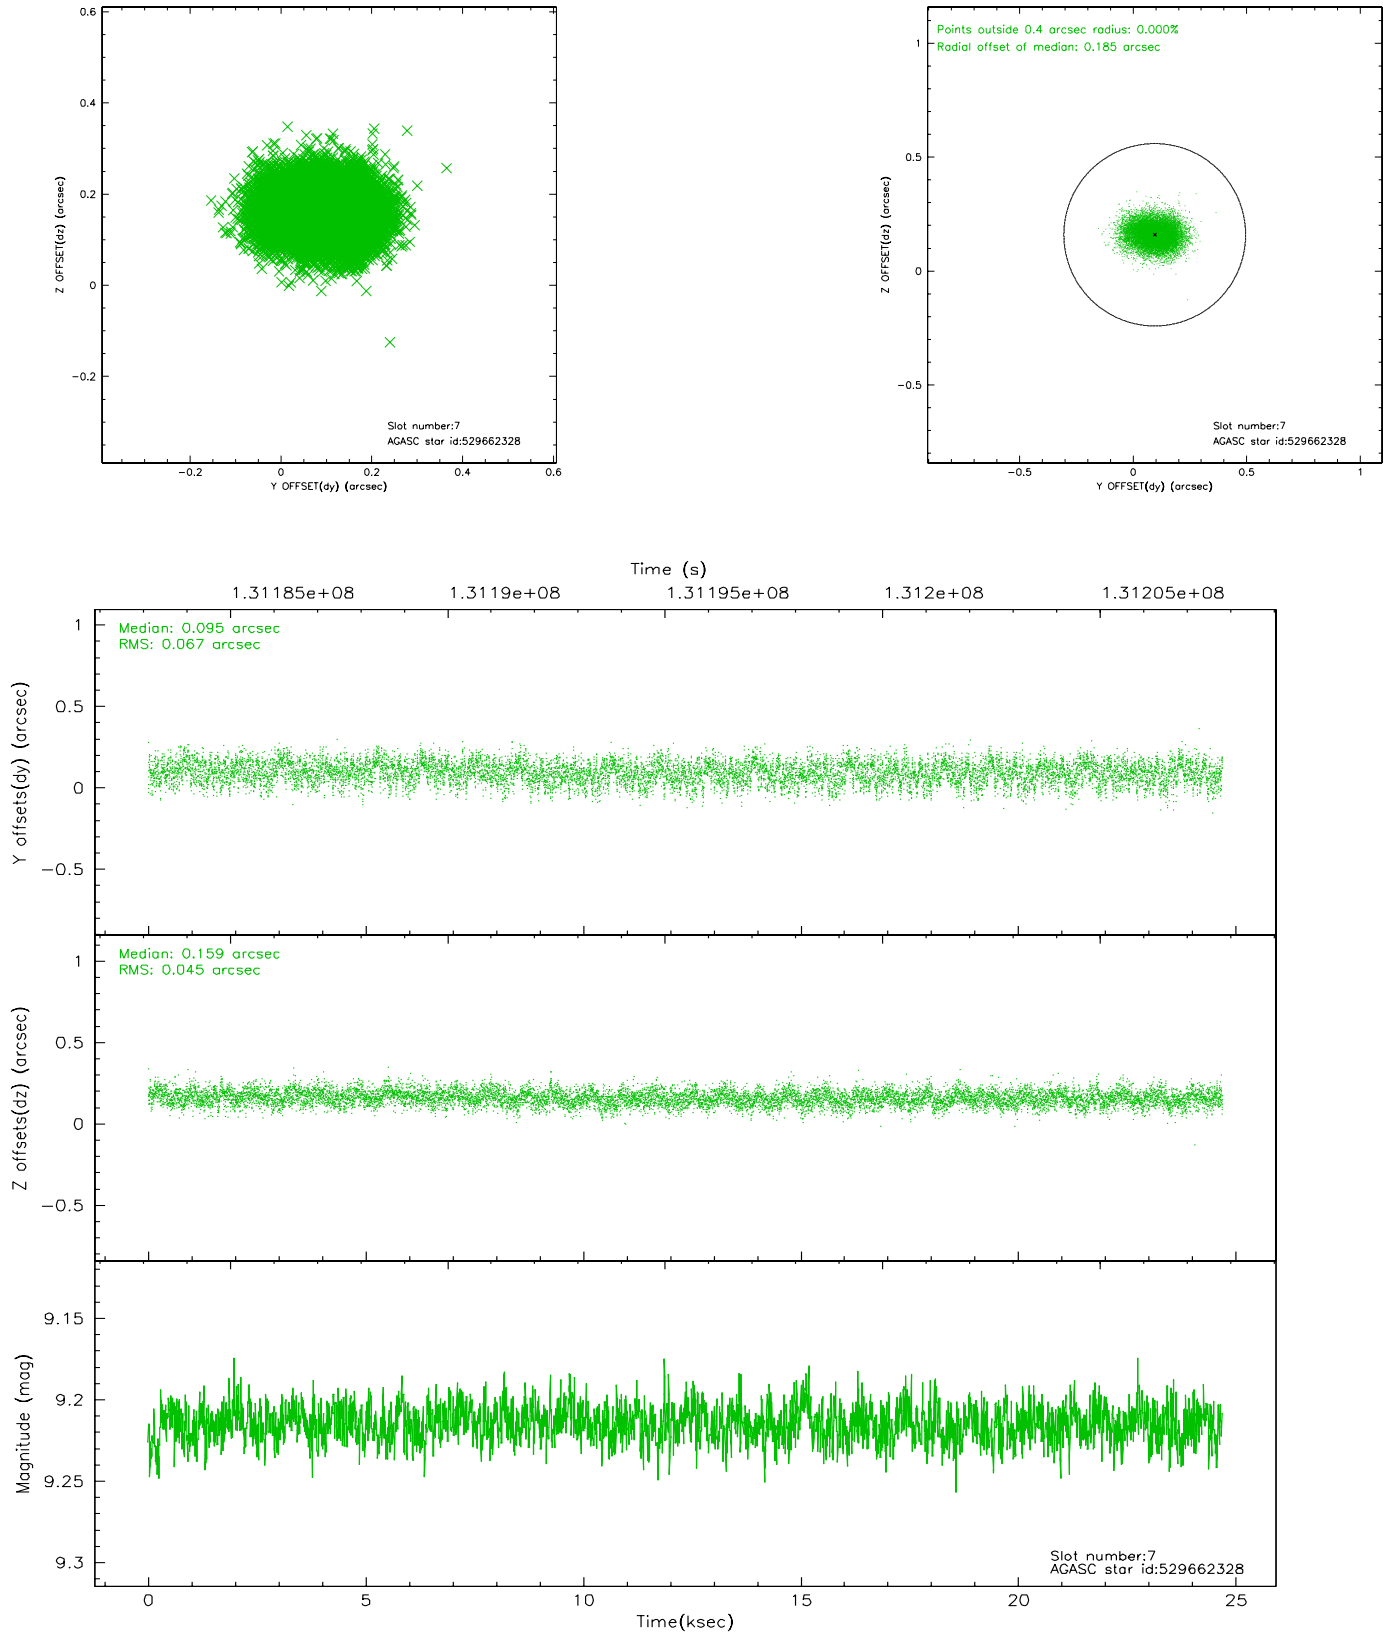 0.6
0.4
0.2
0
−0.2
Z OFFSET(dz) (arcsec)
Slot number:7
AGASC star id:529662328
−0.2 0 0.2 0.4 0.6
Y OFFSET(dy) (arcsec)
Points outside 0.4 arcsec radius: 0.000%
Radial offset of median: 0.185 arcsec
1
0.5
0
−0.5
Z OFFSET(dz) (arcsec)
Slot number:7
AGASC star id:529662328
−0.5 0 0.5 1
Y OFFSET(dy) (arcsec)
Time (s)
1.31185e+08 1.3119e+08 1.31195e+08 1.312e+08 1.31205e+08
Median: 0.095 arcsec
RMS: 0.067 arcsec
1
0.5
0
−0.5
Y offsets(dy) (arcsec)
Median: 0.159 arcsec
RMS: 0.045 arcsec
1
0.5
0
−0.5
Z offsets(dz) (arcsec)
9.15
9.2
9.25
9.3
Magnitude (mag)
Slot number:7
AGASC star id:529662328
0 5 10 15 20 25
Time(ksec)